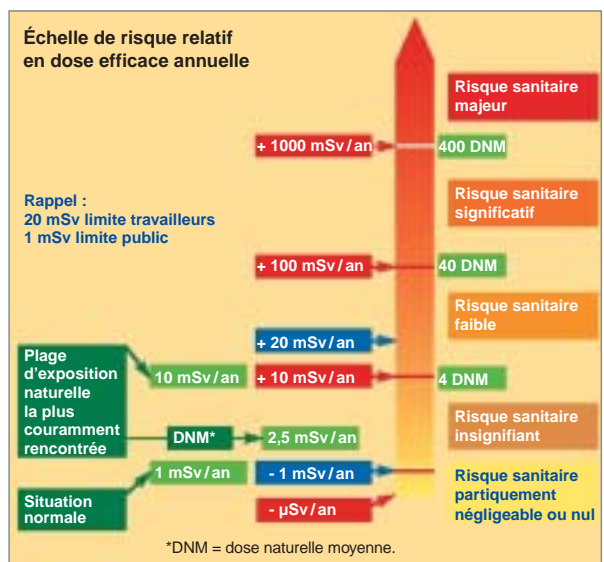 Échelle de risque relatif
en dose efficace annuelle
Risque sanitaire
majeur
+ 1000 mSv/an
400 DNM
Rappel :
20 mSv limite travailleurs
1 mSv limite public
Risque sanitaire
significatif
+ 100 mSv/an
40 DNM
Risque sanitaire
faible
+ 20 mSv/an
Plage
d'exposition
naturelle
la plus
couramment
rencontrée
10 mSv/an
+ 10 mSv/an
4 DNM
Risque sanitaire
insignifiant
DNM*
2,5 mSv/an
1 mSv/an
- 1 mSv/an
Risque sanitaire
partiquement
négligeable ou nul
Situation
normale
- µSv/an
*DNM = dose naturelle moyenne.